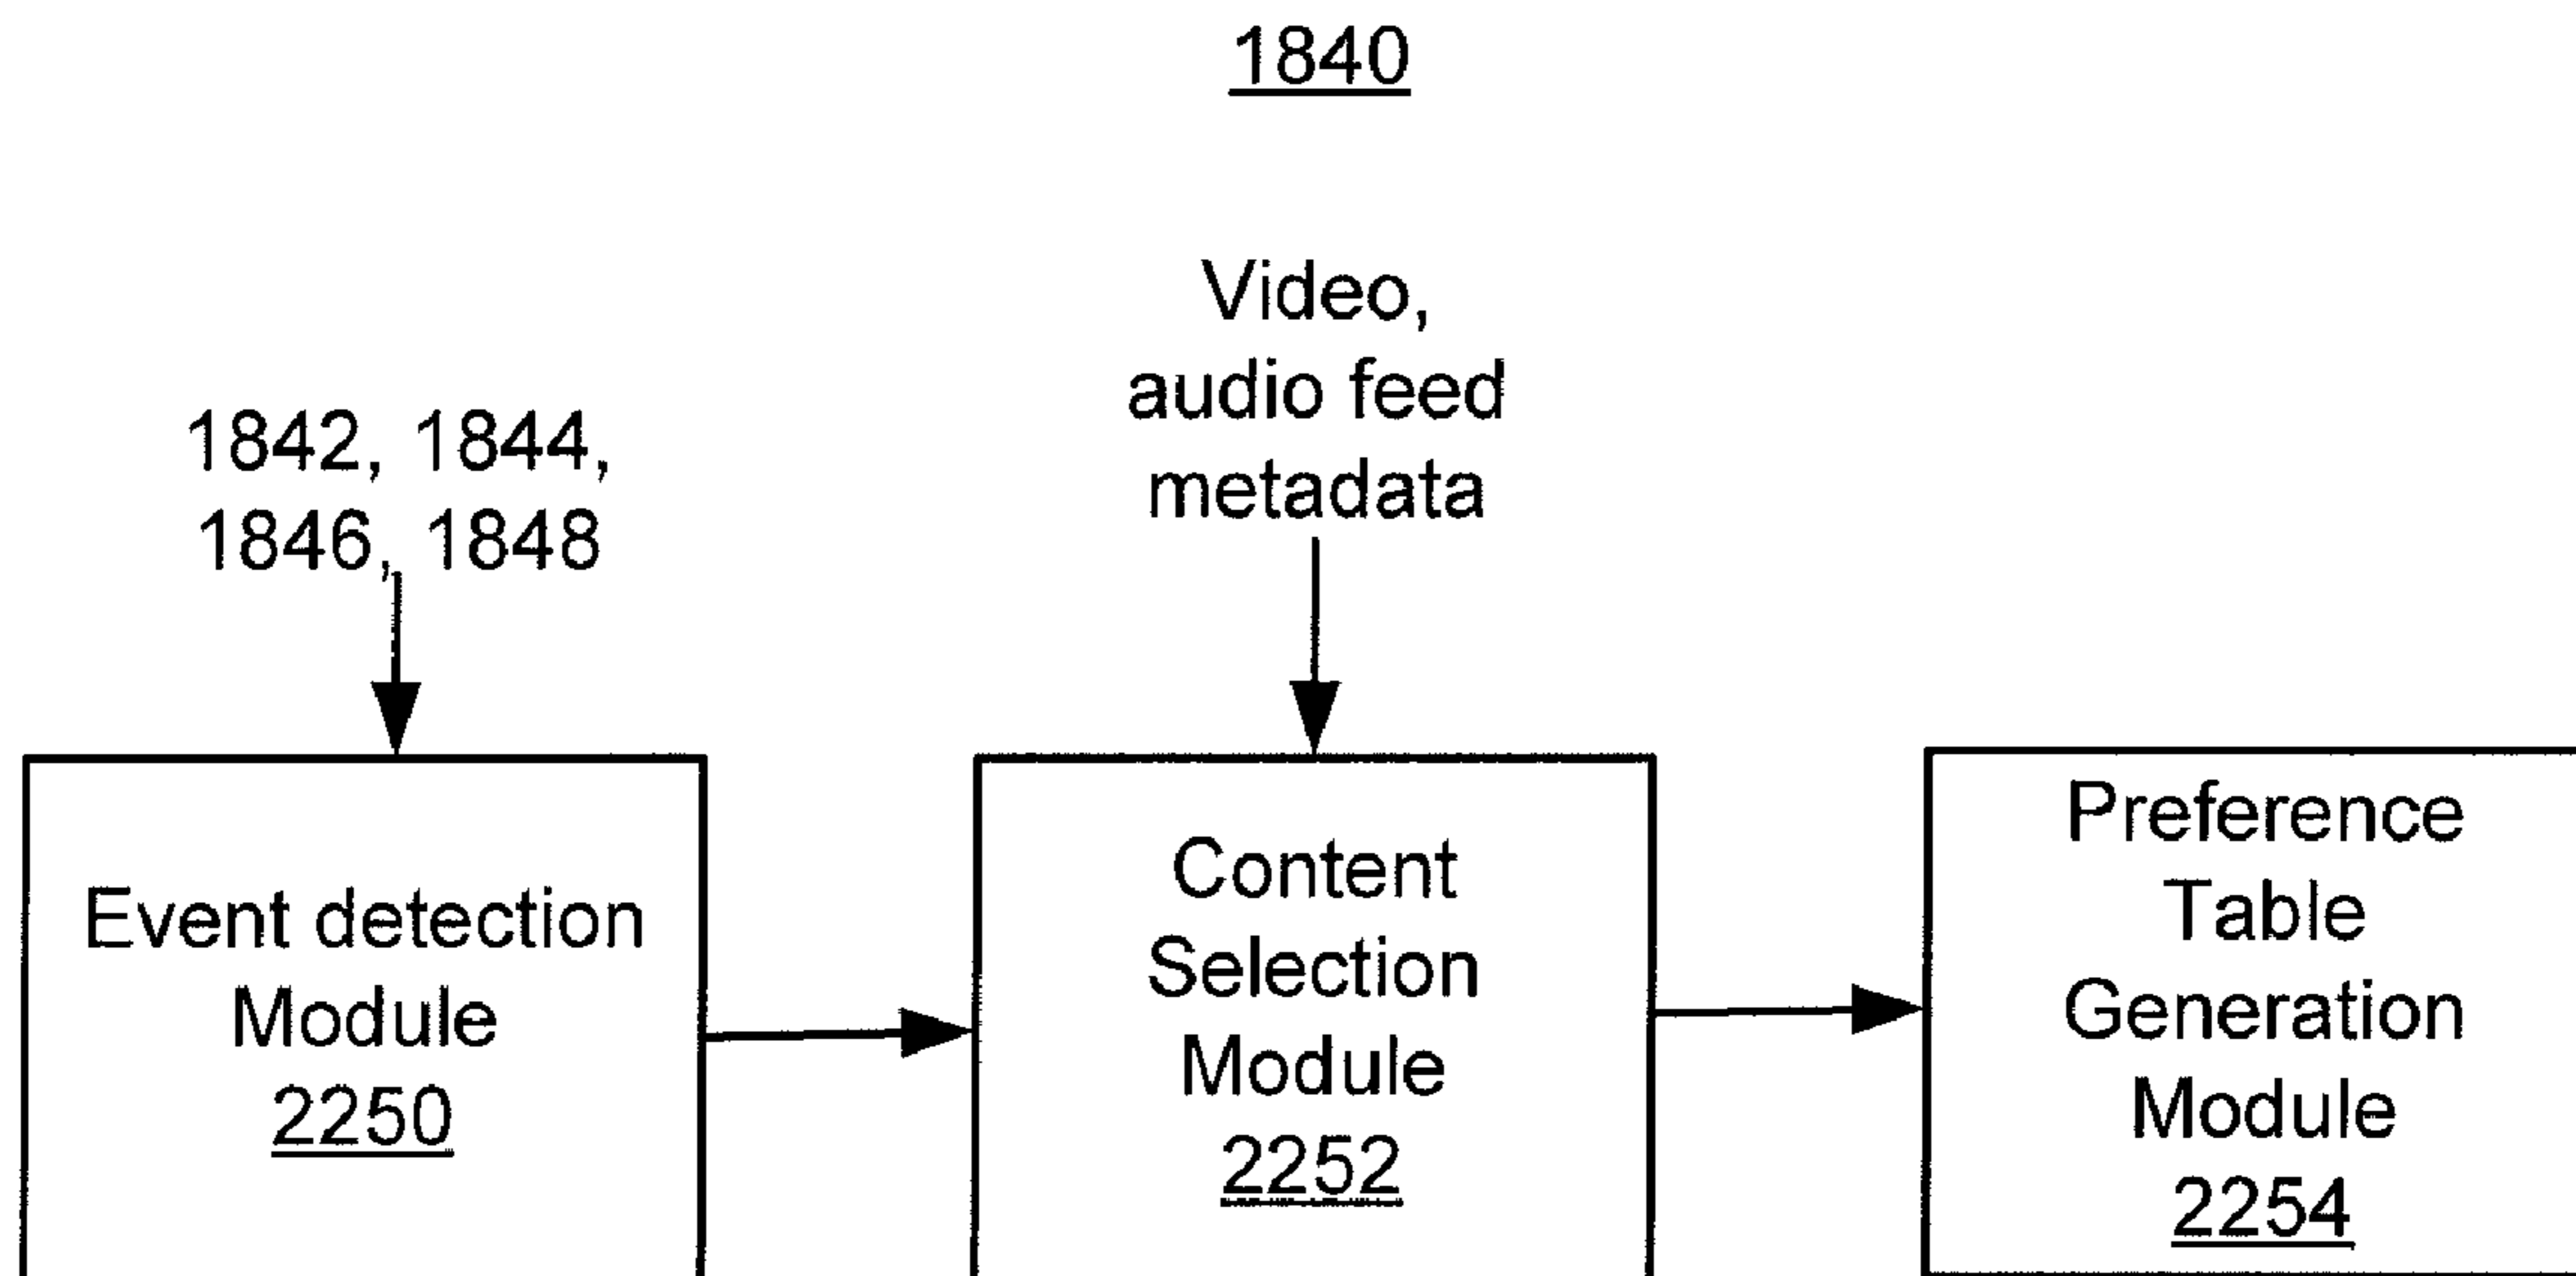 1840
Video,
audio feed
metadata
1842, 1844,
1846, 1848
Event detection
Module
2250
Content
Selection
Module
2252
Preference
Table
Generation
Module
2254